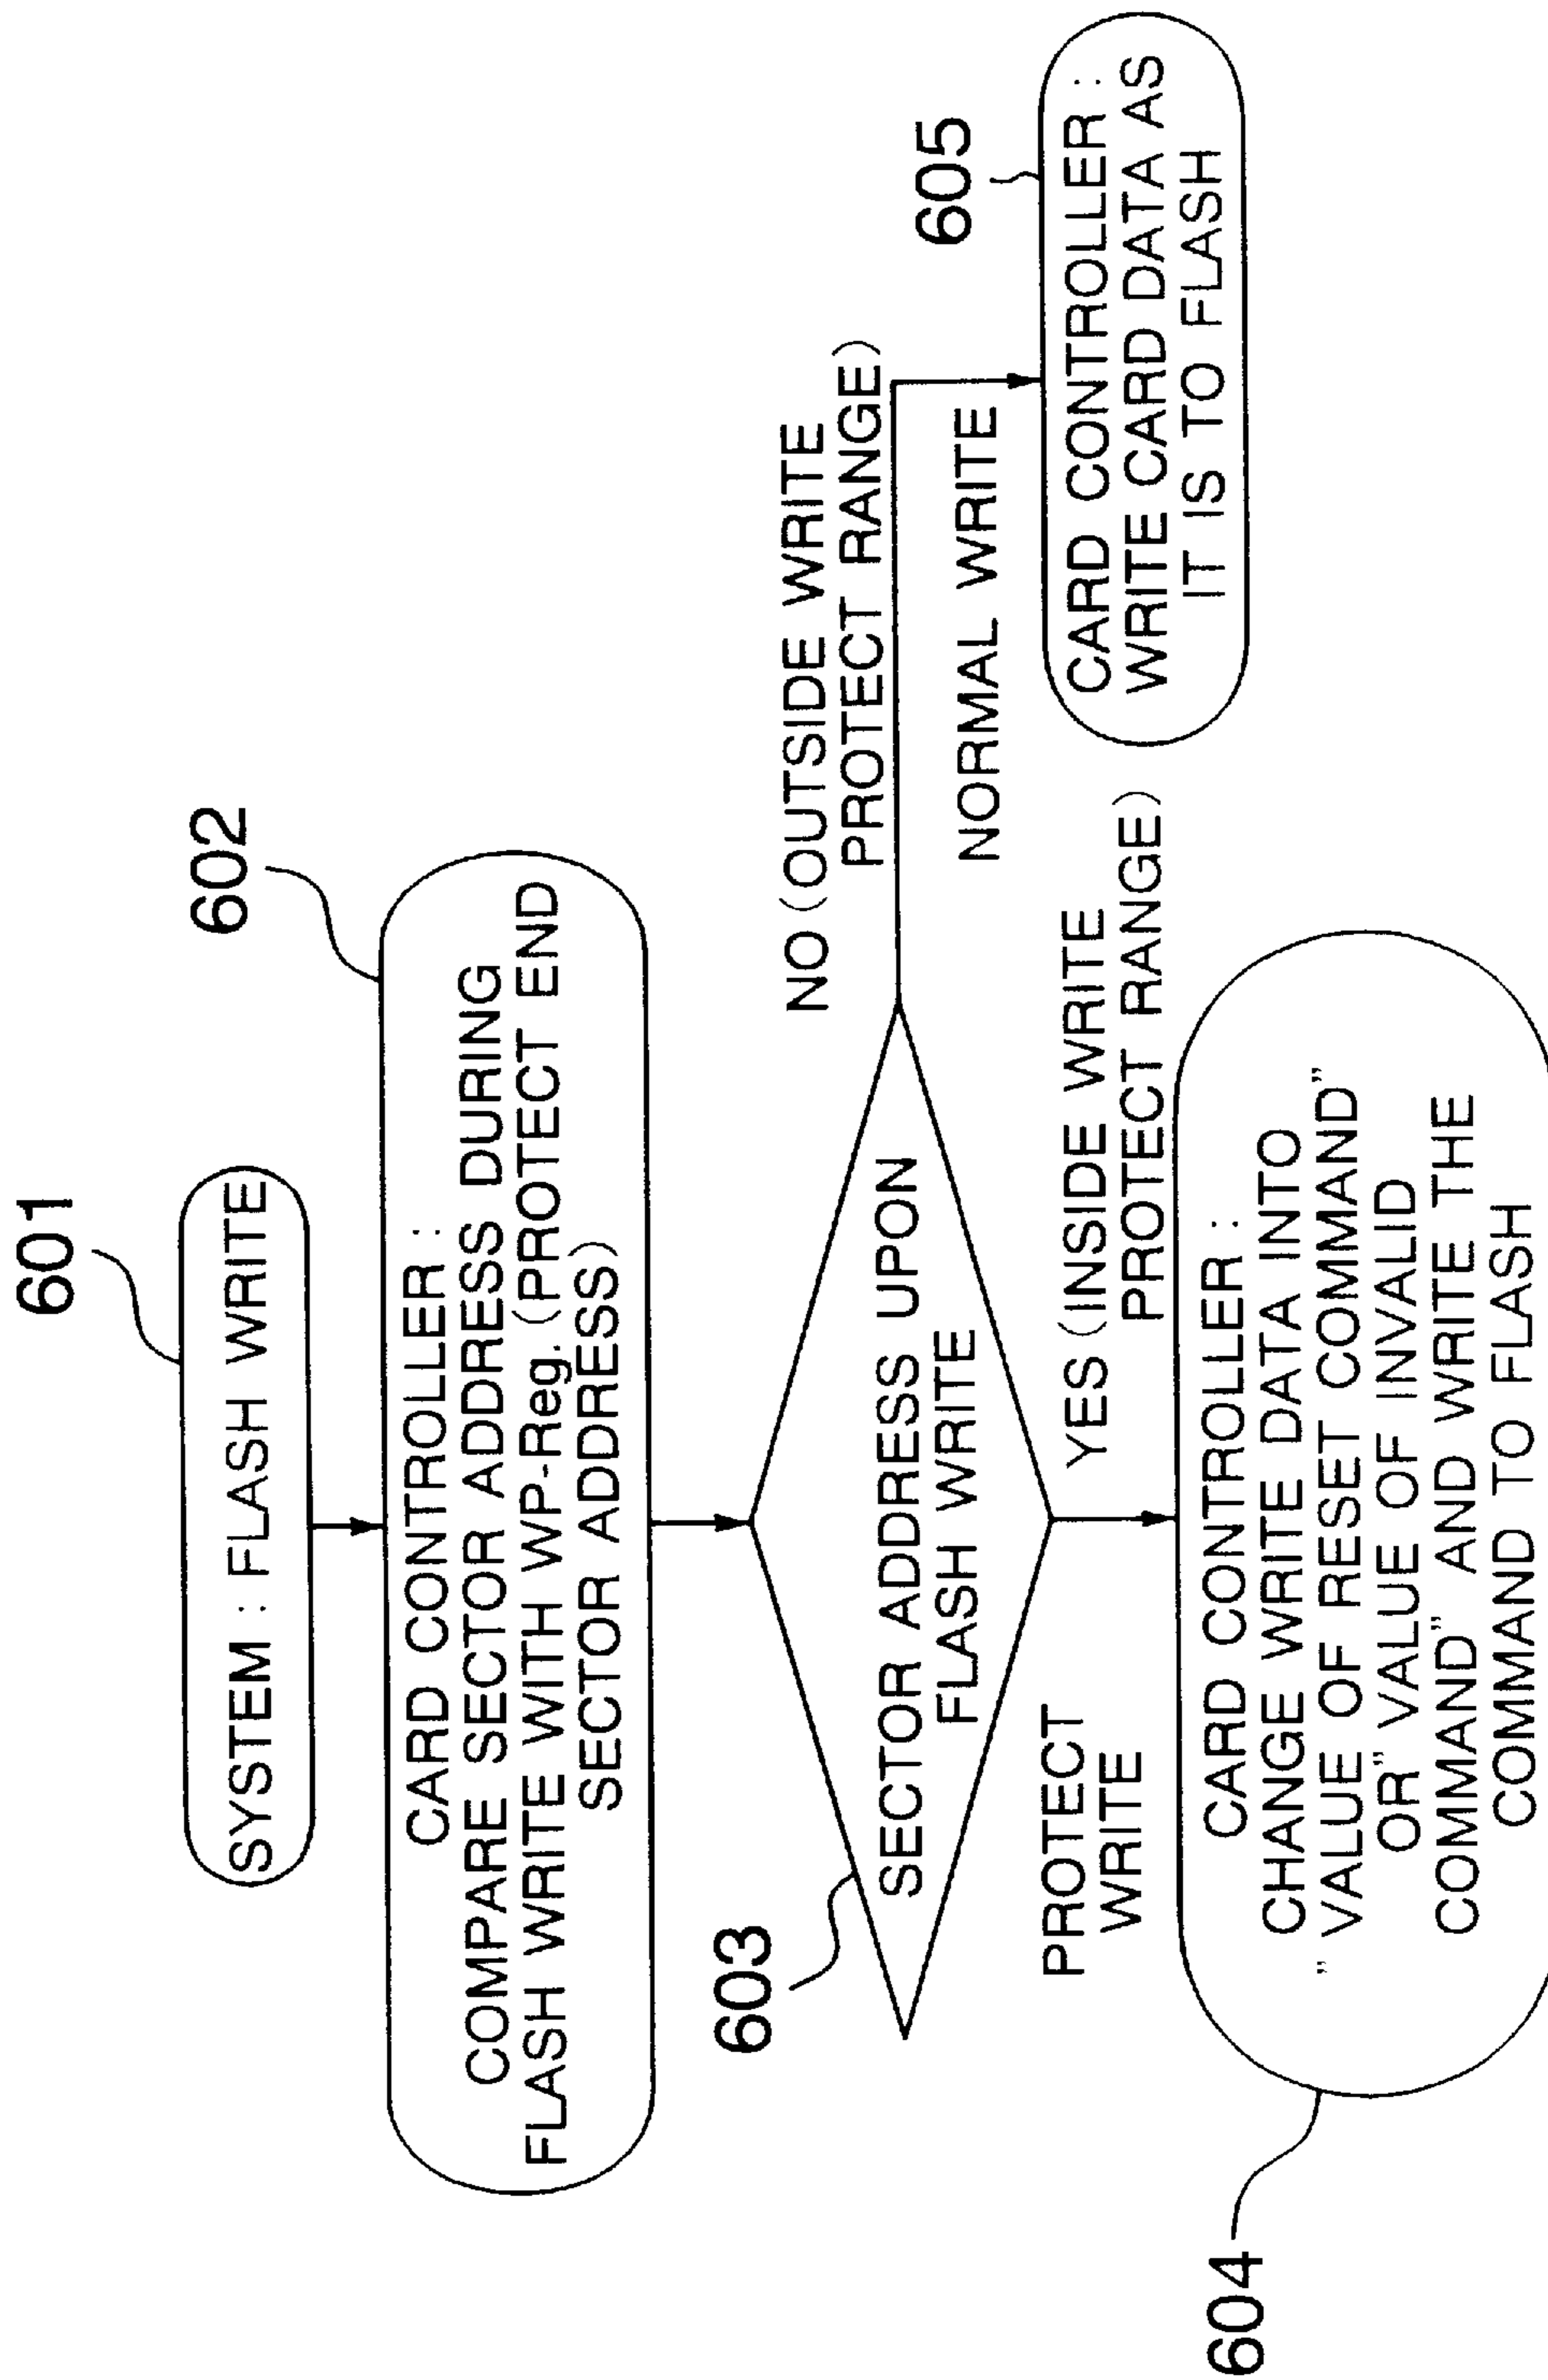 601
SYSTEM : FLASH WRITE
602
CARD CONTROLLER :
COMPARE SECTOR ADDRESS DURING
FLASH WRITE WITH WP-Reg. (PROTECT END
SECTOR ADDRESS)
603
SECTOR ADDRESS UPON
FLASH WRITE
NO (OUTSIDE WRITE
PROTECT RANGE)
NORMAL WRITE
605
CARD CONTROLLER :
WRITE CARD DATA AS
IT IS TO FLASH
PROTECT
WRITE
YES (INSIDE WRITE
PROTECT RANGE)
604
CARD CONTROLLER :
CHANGE WRITE DATA INTO
" VALUE OF RESET COMMAND"
OR" VALUE OF INVALID
COMMAND" AND WRITE THE
COMMAND TO FLASH